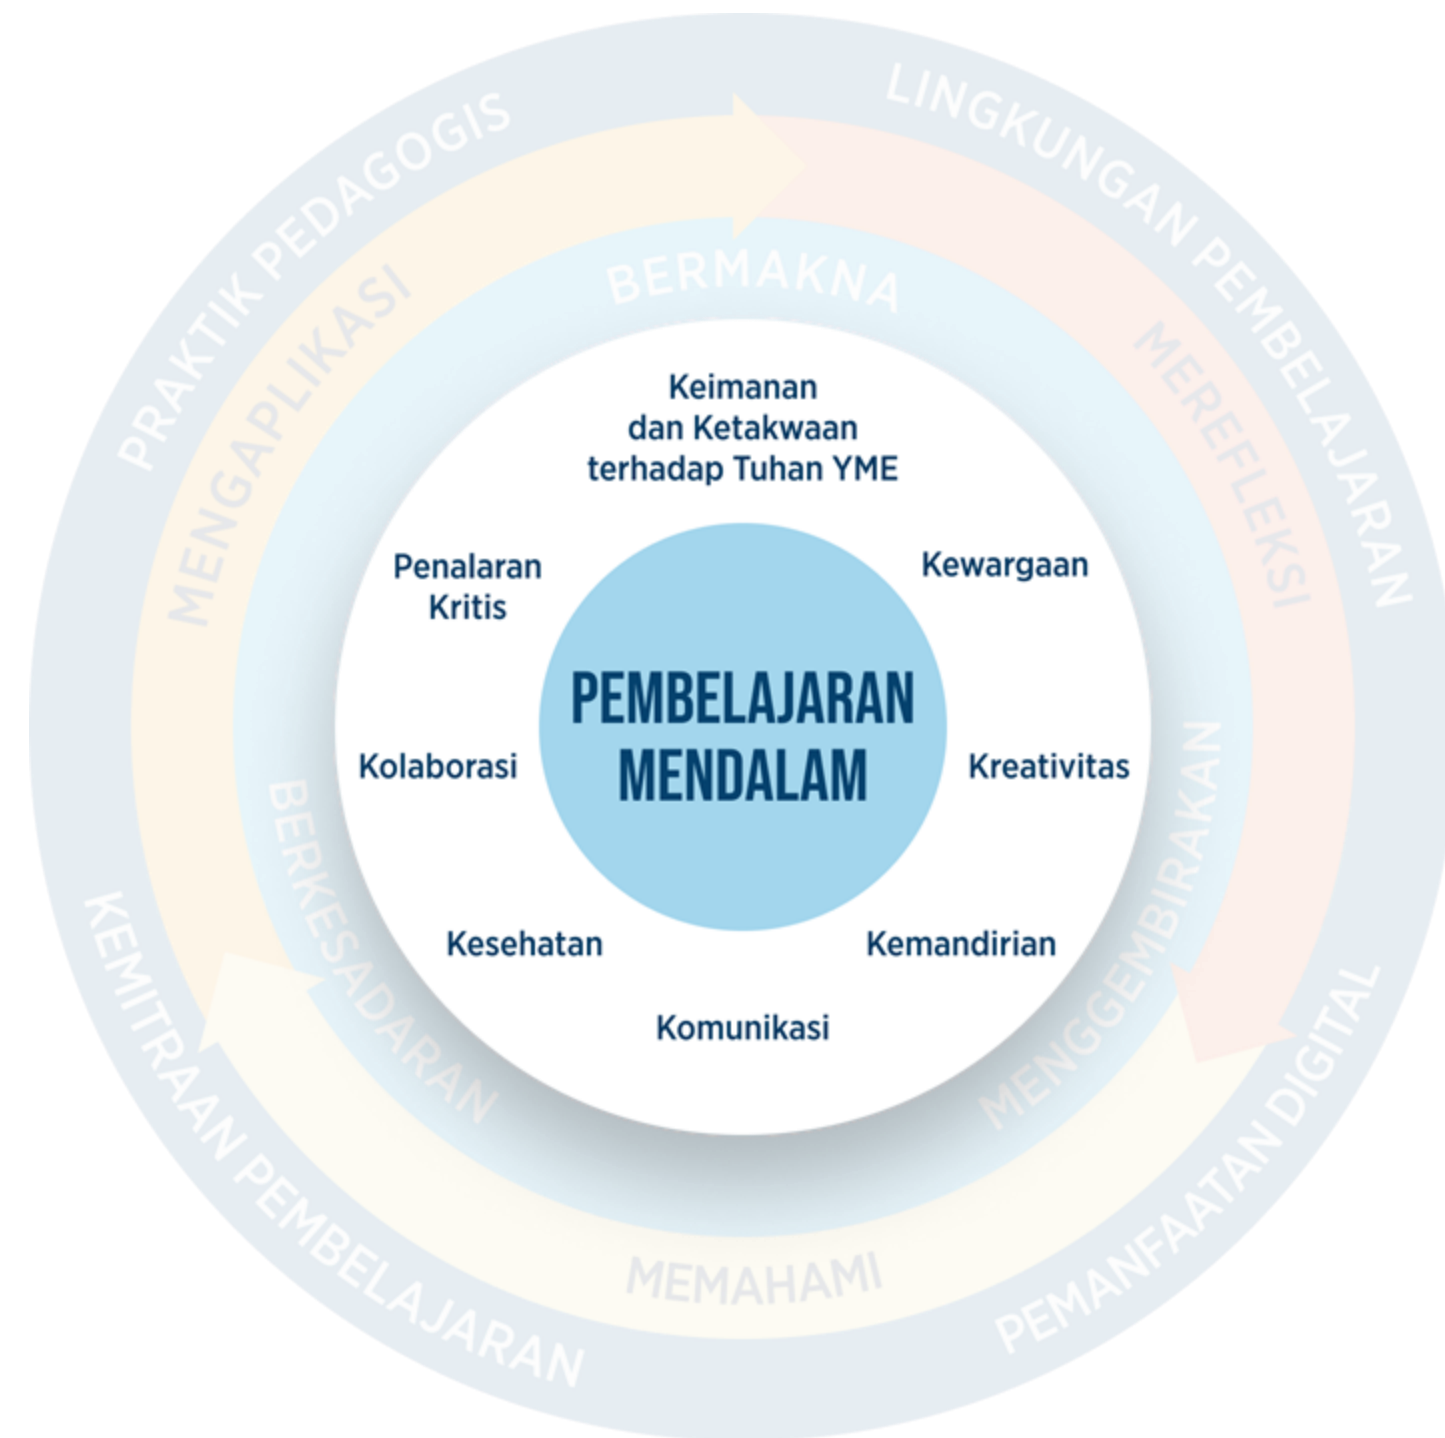 PRAKTIK PEDAGOGIS
LINGKUNGAN PEMBELAJARAN
MENGAPLIKASI
MEREFLEKSI
BERMAKNA
Keimanan
dan Ketakwaan
terhadap Tuhan YME
Penalaran
Kritis
Kewargaan
PEMBELAJARAN
MENDALAM
Kolaborasi
Kreativitas
BERKESADARAN
MENGGEMBIRAKAN
Kesehatan
Kemandirian
Komunikasi
KEMITRAAN PEMBELAJARAN
PEMANFAATAN DIGITAL
MEMAHAMI